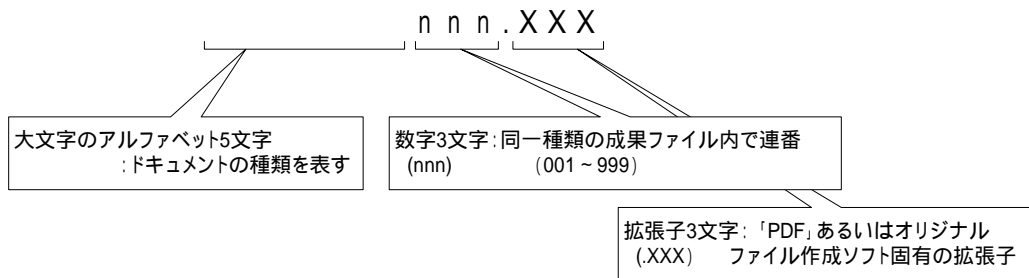 nnn.XXX
大文字のアルファベット5文字
:ドキュメントの種類を表す
数字3文字:同一種類の成果ファイル内で連番
(nnn) (001~999)
拡張子3文字:「PDF」あるいはオリジナル
(.XXX) ファイル作成ソフト固有の拡張子